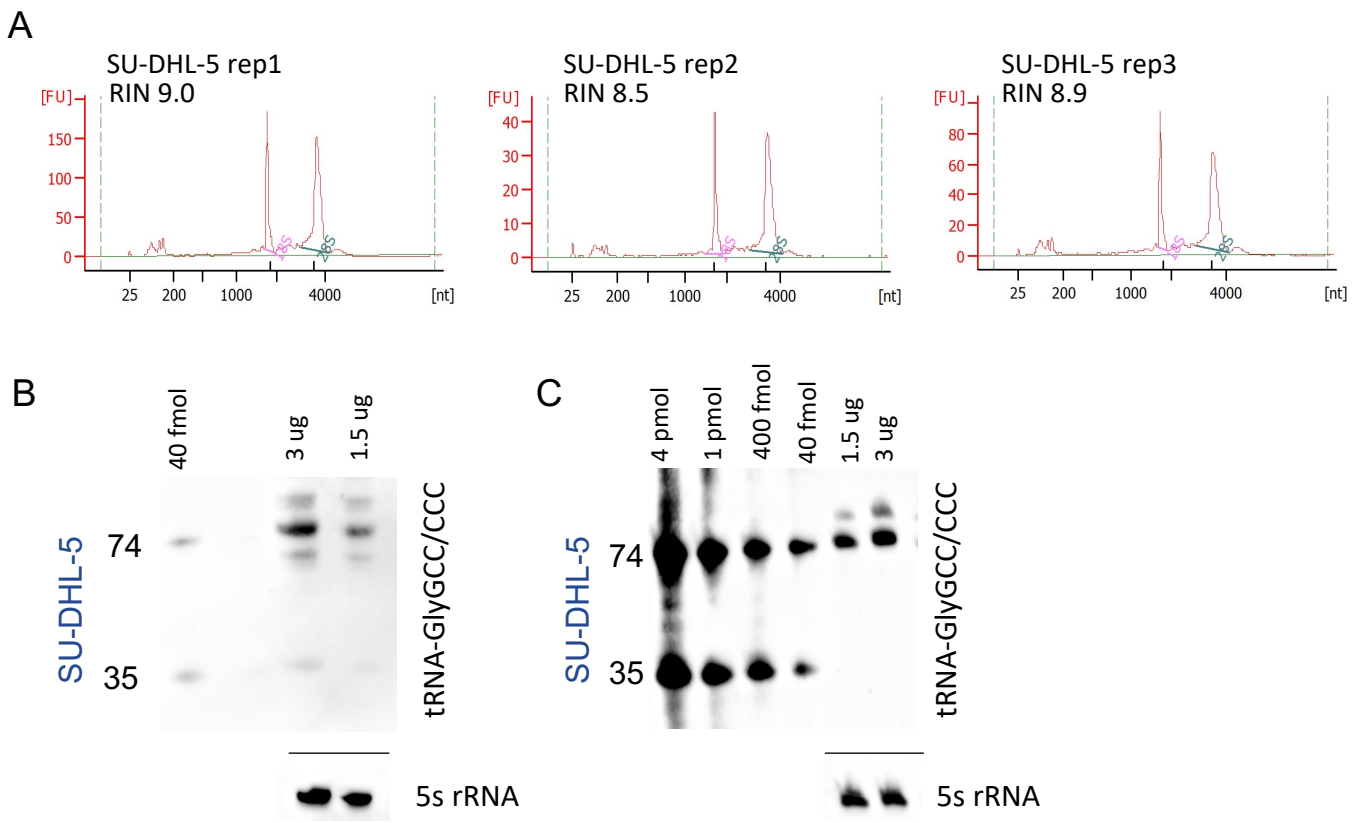 A
SU-DHL-5 rep1
RIN 9.0
[FU]
150
100
50
0
18S
28S
25 200 1000 4000 [nt]
SU-DHL-5 rep2
RIN 8.5
[FU]
40
30
20
10
0
18S
28S
25 200 1000 4000 [nt]
SU-DHL-5 rep3
RIN 8.9
[FU]
80
60
40
20
0
18S
28S
25 200 1000 4000 [nt]
B
40 fmol
3 ug
1.5 ug
SU-DHL-5
74
35
tRNA-GlyGCC/CCC
5s rRNA
C
4 pmol
1 pmol
400 fmol
40 fmol
1.5 ug
3 ug
SU-DHL-5
74
35
tRNA-GlyGCC/CCC
5s rRNA